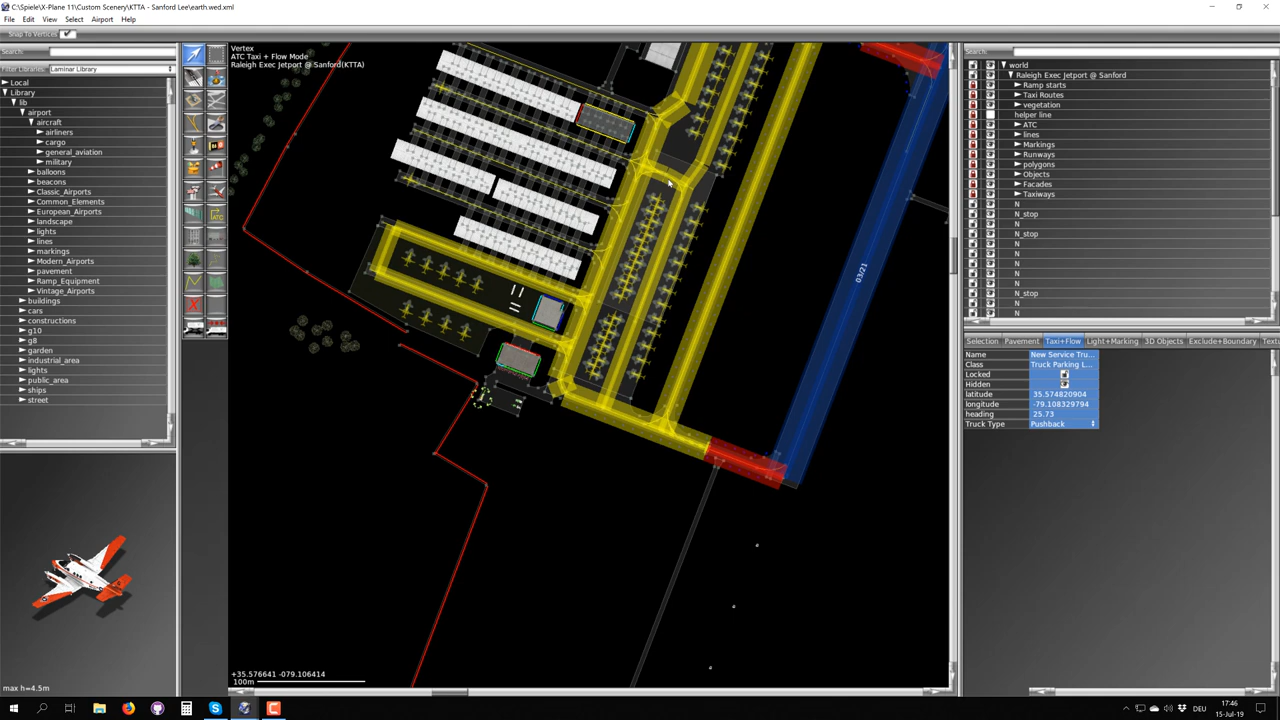 C:\Spiele\X-Plane 11\Custom Scenery\KTTA - Sanford Lee\earth.wed.xml
File Edit View Select Airport Help
Snap To Vertices
Search:
Filter Libraries: Laminar Library
Local
Library
lib
airport
aircraft
airliners
cargo
general_aviation
military
balloons
beacons
Classic_Airports
Common_Elements
European_Airports
landscape
lights
lines
markings
Modern_Airports
pavement
Ramp_Equipment
Vintage_Airports
buildings
cars
constructions
g10
g8
garden
industrial_area
lights
public_area
ships
street
max h=4.5m
Vertex
ATC Taxi + Flow Mode
Raleigh Exec Jetport @ Sanford(KTTA)
ATC
03/21
+35.576641 -079.106414
100m
Search:
world
Raleigh Exec Jetport @ Sanford
Ramp starts
Taxi Routes
vegetation
helper line
ATC
lines
Markings
Runways
polygons
Objects
Facades
Taxiways
N
N_stop
N
N_stop
N
N
N
N
N_stop
N
N
Selection Pavement Taxi+Flow Light+Marking 3D Objects Exclude+Boundary Textu
Name New Service Tru...
Class Truck Parking L...
Locked
Hidden
latitude 35.574820904
longitude -79.108329794
heading 25.73
Truck Type Pushback
DEU
17:46
15-Jul-19